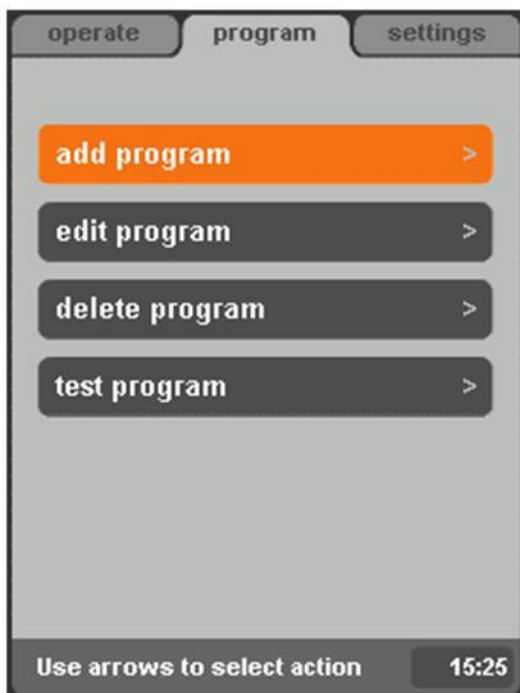 operate program settings
add program >
edit program >
delete program >
test program >
Use arrows to select action 15:25